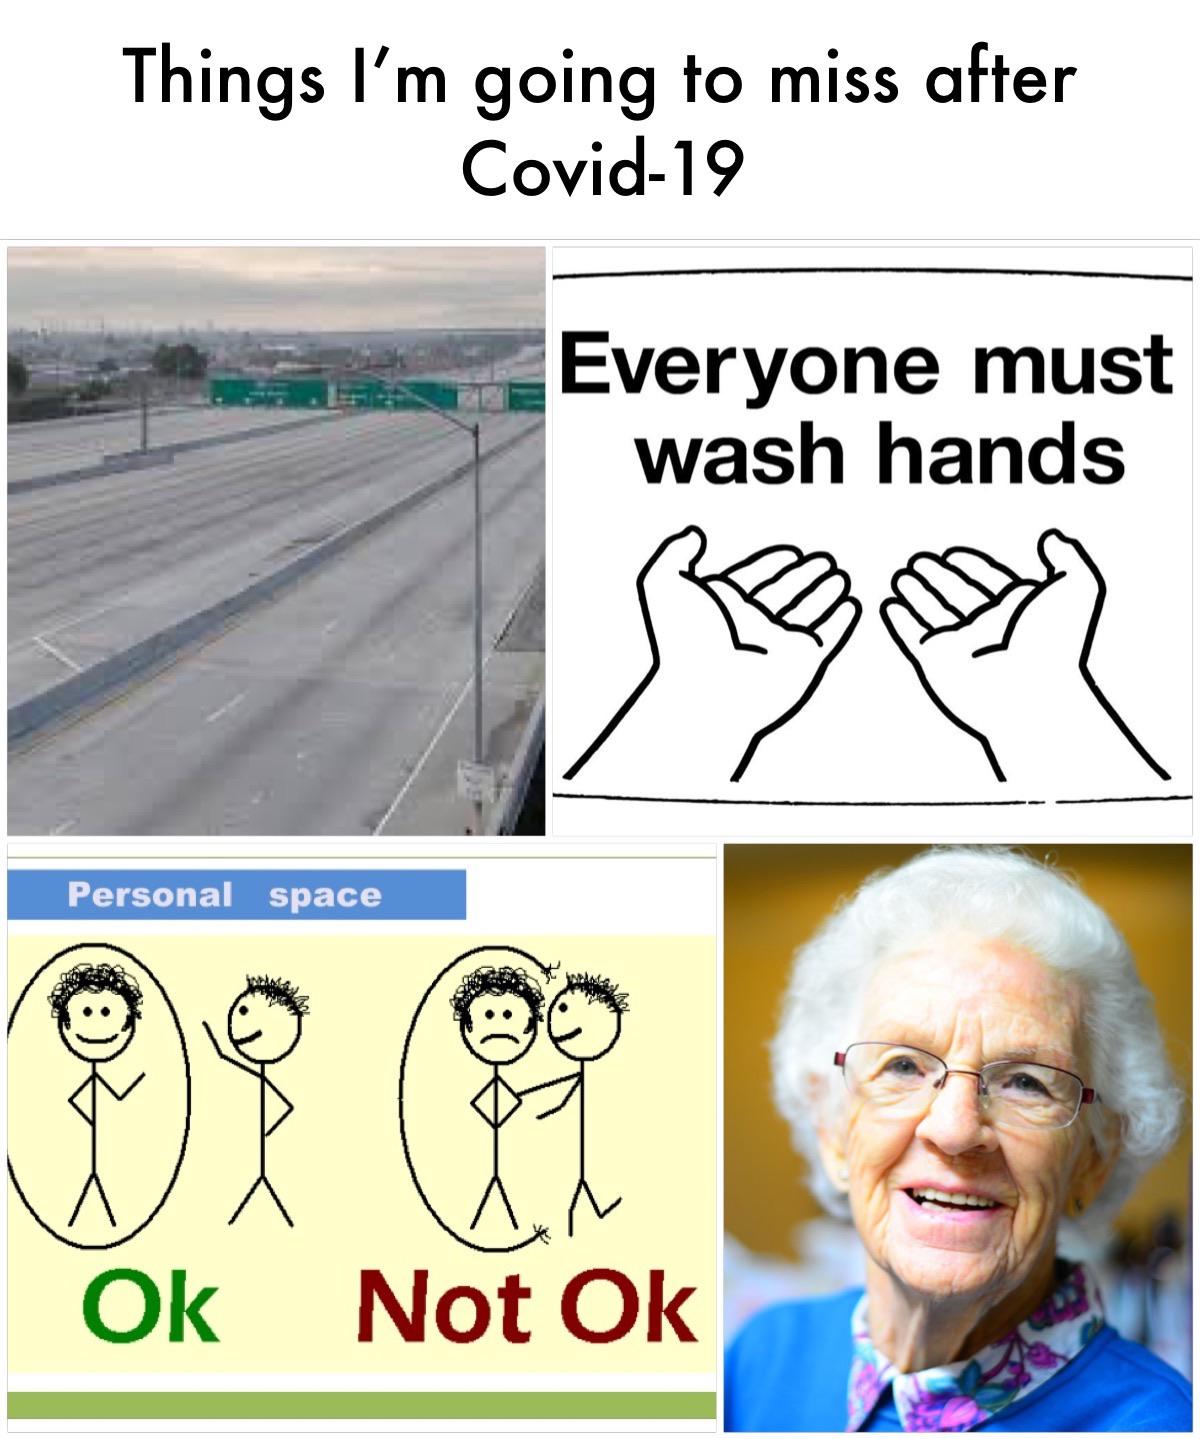 Things I'm going to miss after
Covid-19
Everyone must
wash hands
Personal space
Ok
Not Ok